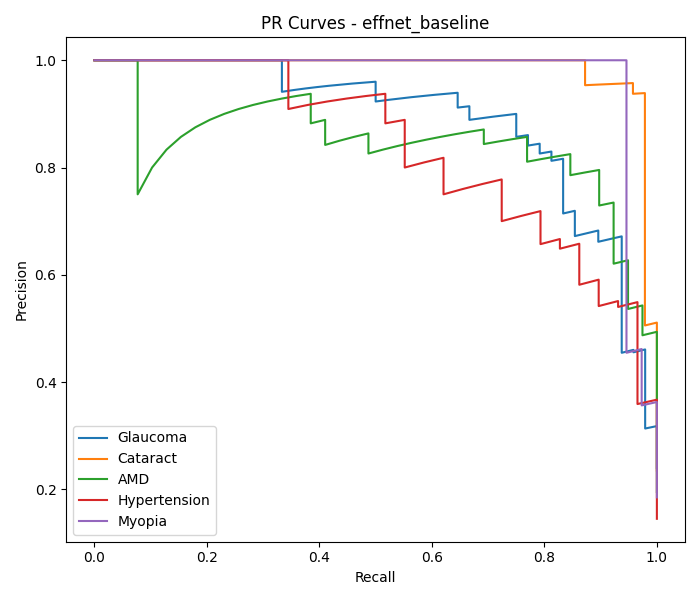 PR Curves - effnet_baseline
Precision
1.0
0.8
0.6
0.4
0.2
Glaucoma
Cataract
AMD
Hypertension
Myopia
0.0 0.2 0.4 0.6 0.8 1.0
Recall